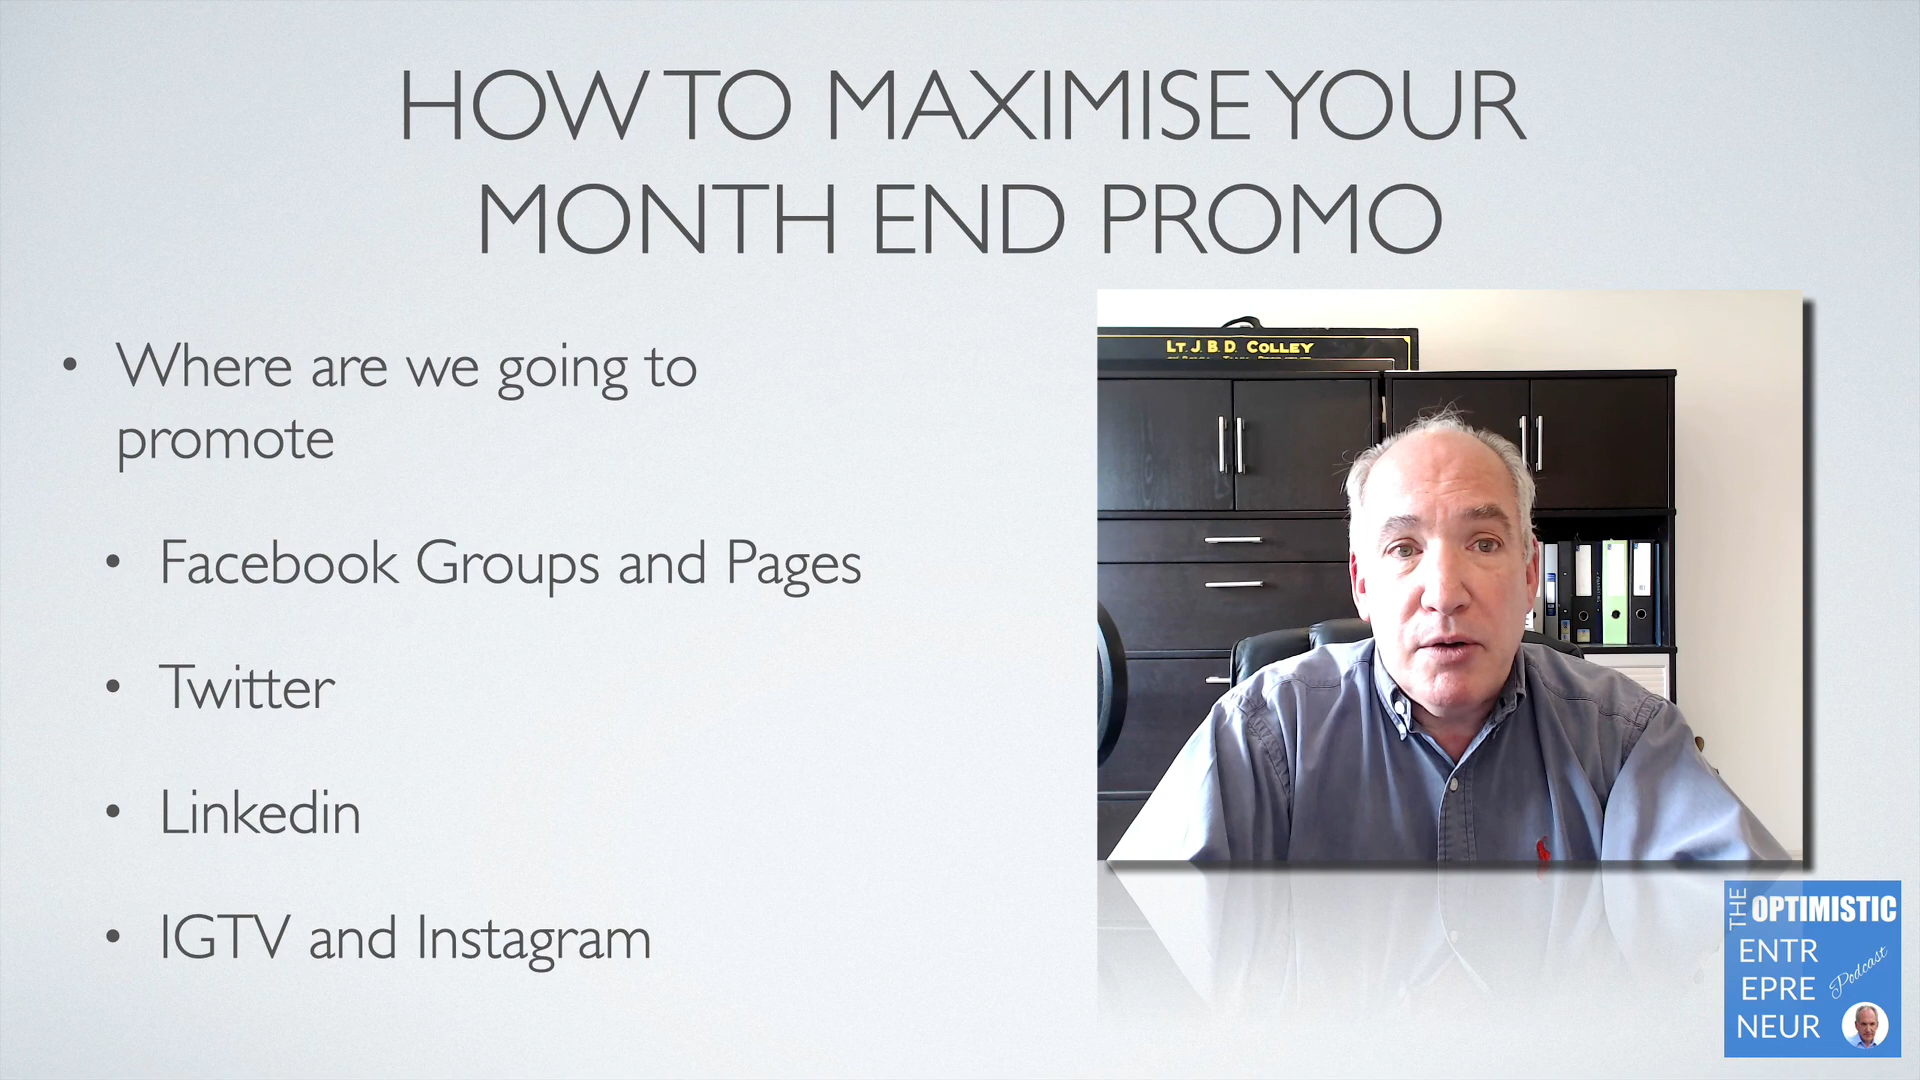 HOW TO MAXIMISE YOUR
MONTH END PROMO
• Where are we going to
promote
• Facebook Groups and Pages
• Twitter
• Linkedin
• IGTV and Instagram
LT. J. B. D. COLLEY
THE OPTIMISTIC
ENTR
EPRE
NEUR
Podcast